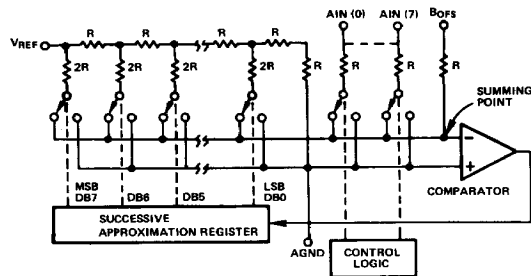 AIN (0) AIN (7) BOFS
VREF R R R R
2R 2R 2R 2R R R R R
SUMMING
POINT
−
+
COMPARATOR
MSB
DB7 DB6 DB5 LSB
DB0
SUCCESSIVE
APPROXIMATION REGISTER
AGND
CONTROL
LOGIC